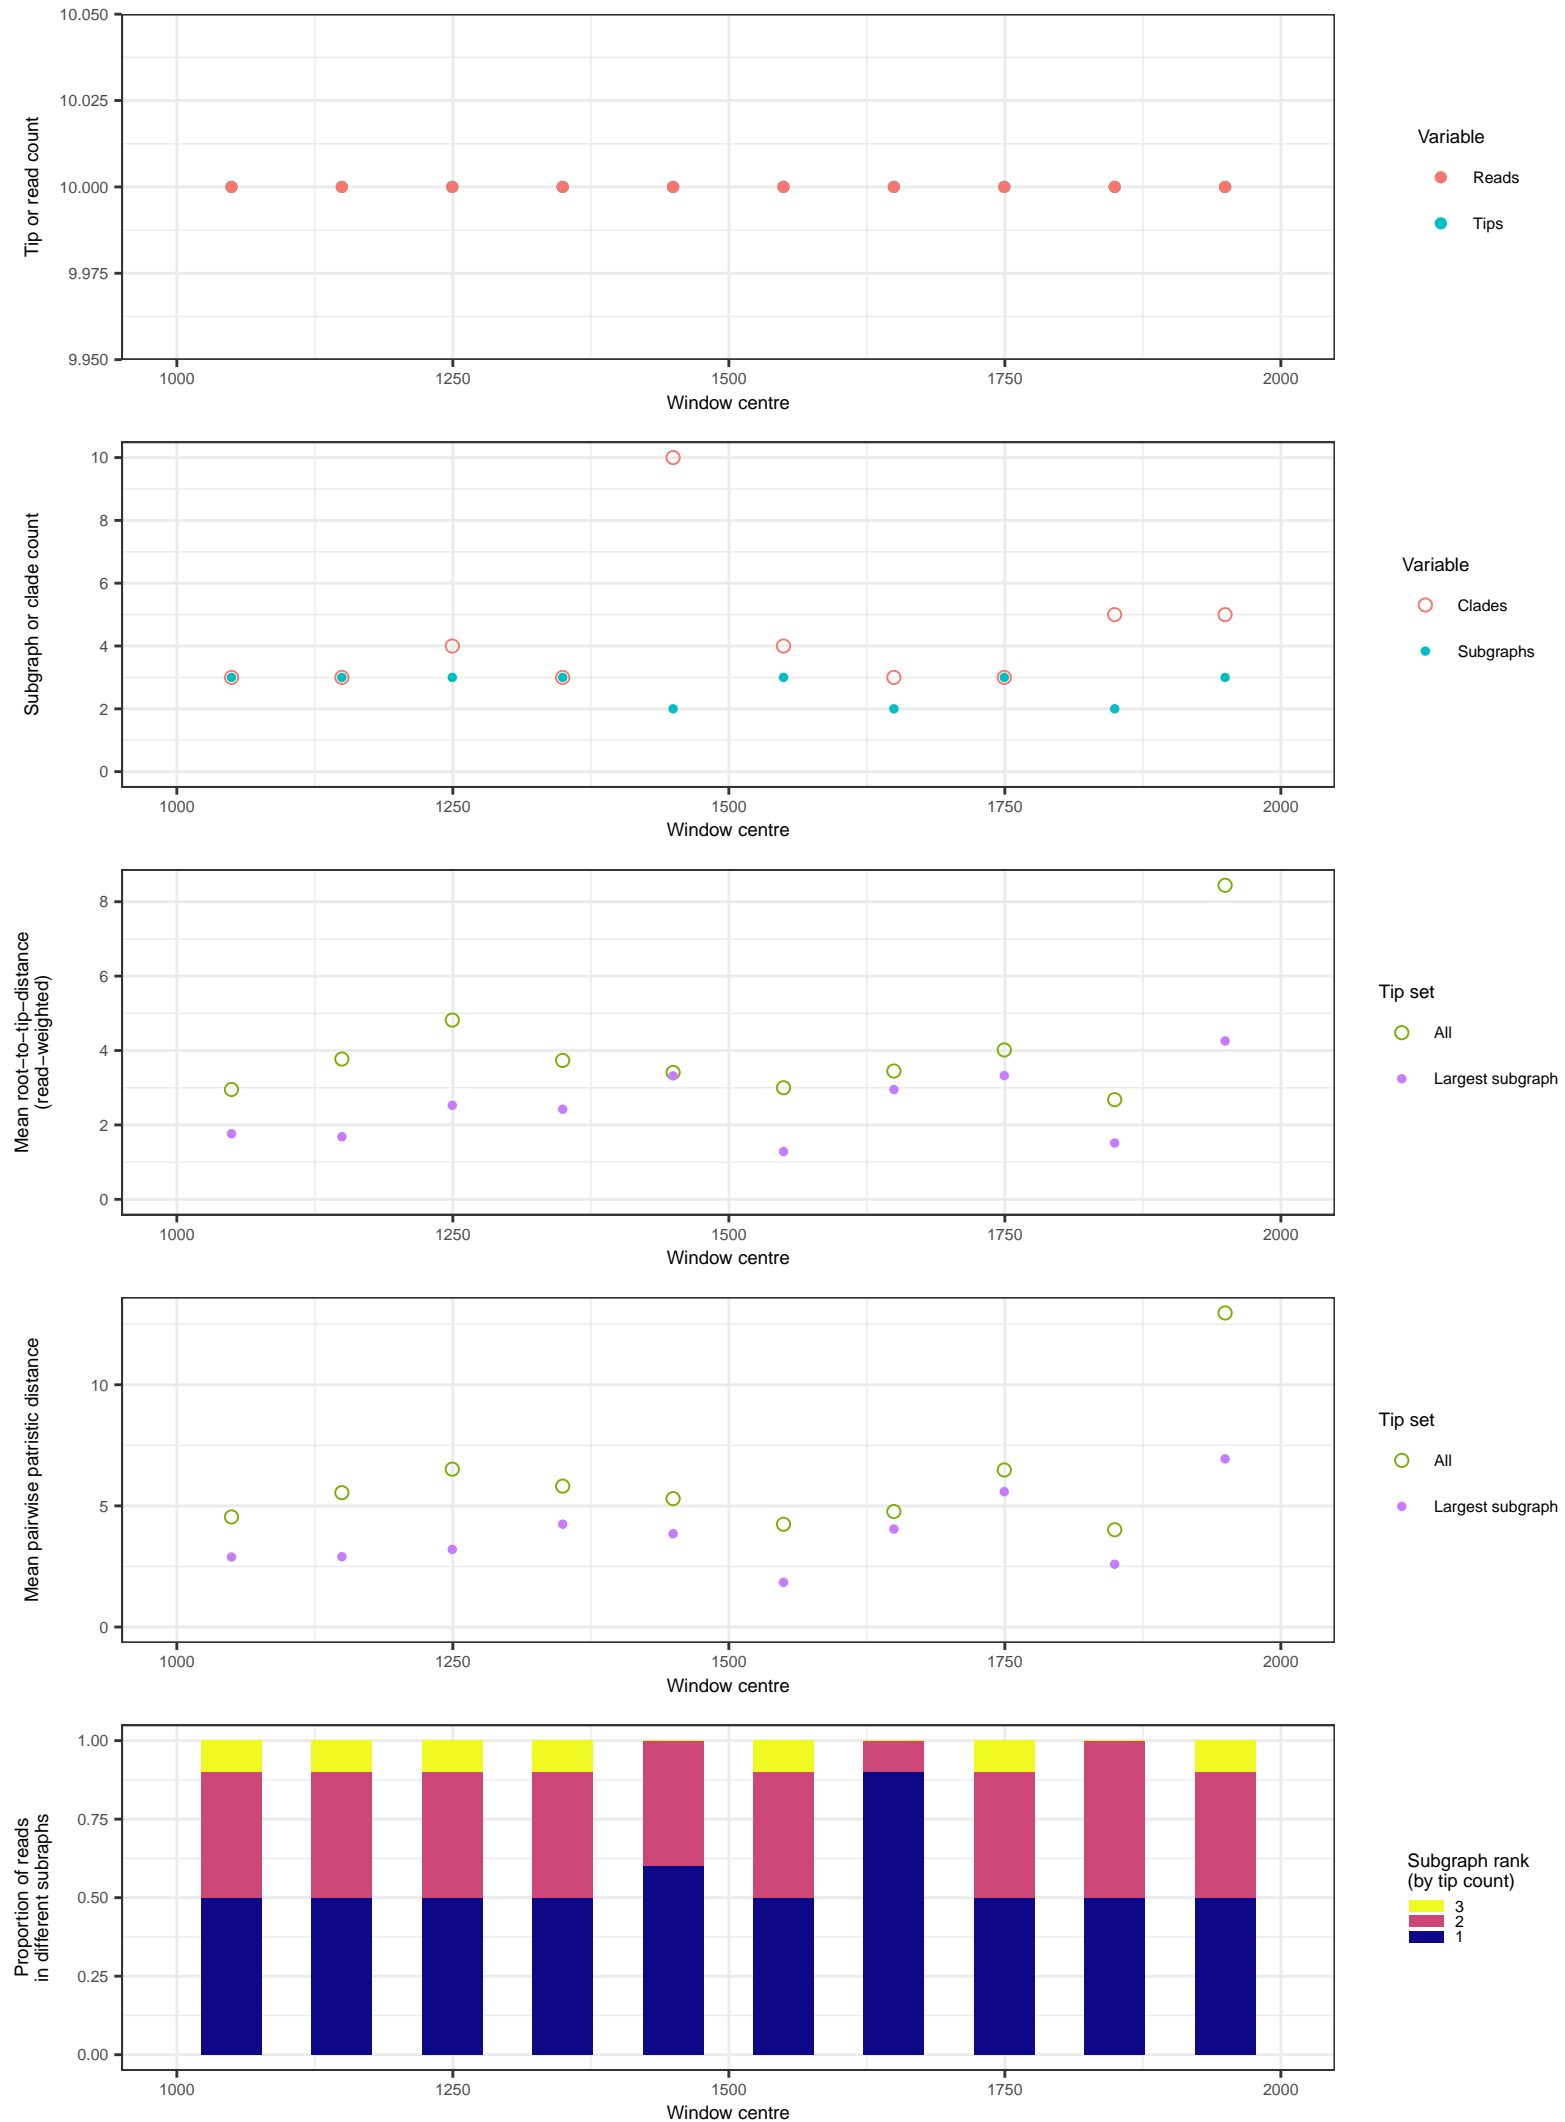 10.050
10.025
10.000
9.975
9.950
Tip or read count
1000 1250 1500 1750 2000
Window centre
Variable
Reads
Tips
10
8
6
4
2
0
Subgraph or clade count
1000 1250 1500 1750 2000
Window centre
Variable
Clades
Subgraphs
8
6
4
2
0
Mean root−to−tip−distance
(read−weighted)
1000 1250 1500 1750 2000
Window centre
Tip set
All
Largest subgraph
10
5
0
Mean pairwise patristic distance
1000 1250 1500 1750 2000
Window centre
Tip set
All
Largest subgraph
1.00
0.75
0.50
0.25
0.00
Proportion of reads
in different subraphs
1000 1250 1500 1750 2000
Window centre
Subgraph rank
(by tip count)
3
2
1